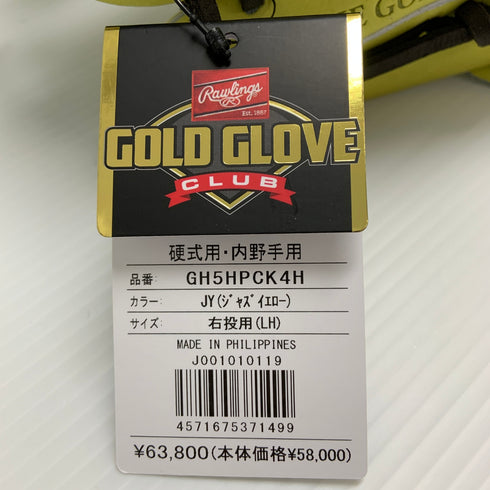 E GO
Rawlings
Est. 1887
GOLD GLOVE
CLUB
硬式用・内野手用
品番: GH5HPCK4H
カラー: JY(ｼﾞｬｽﾞｲｴﾛｰ)
サイズ: 右投用(LH)
MADE IN PHILIPPINES
J001010119
4571675371499
¥63,800(本体価格¥58,000)